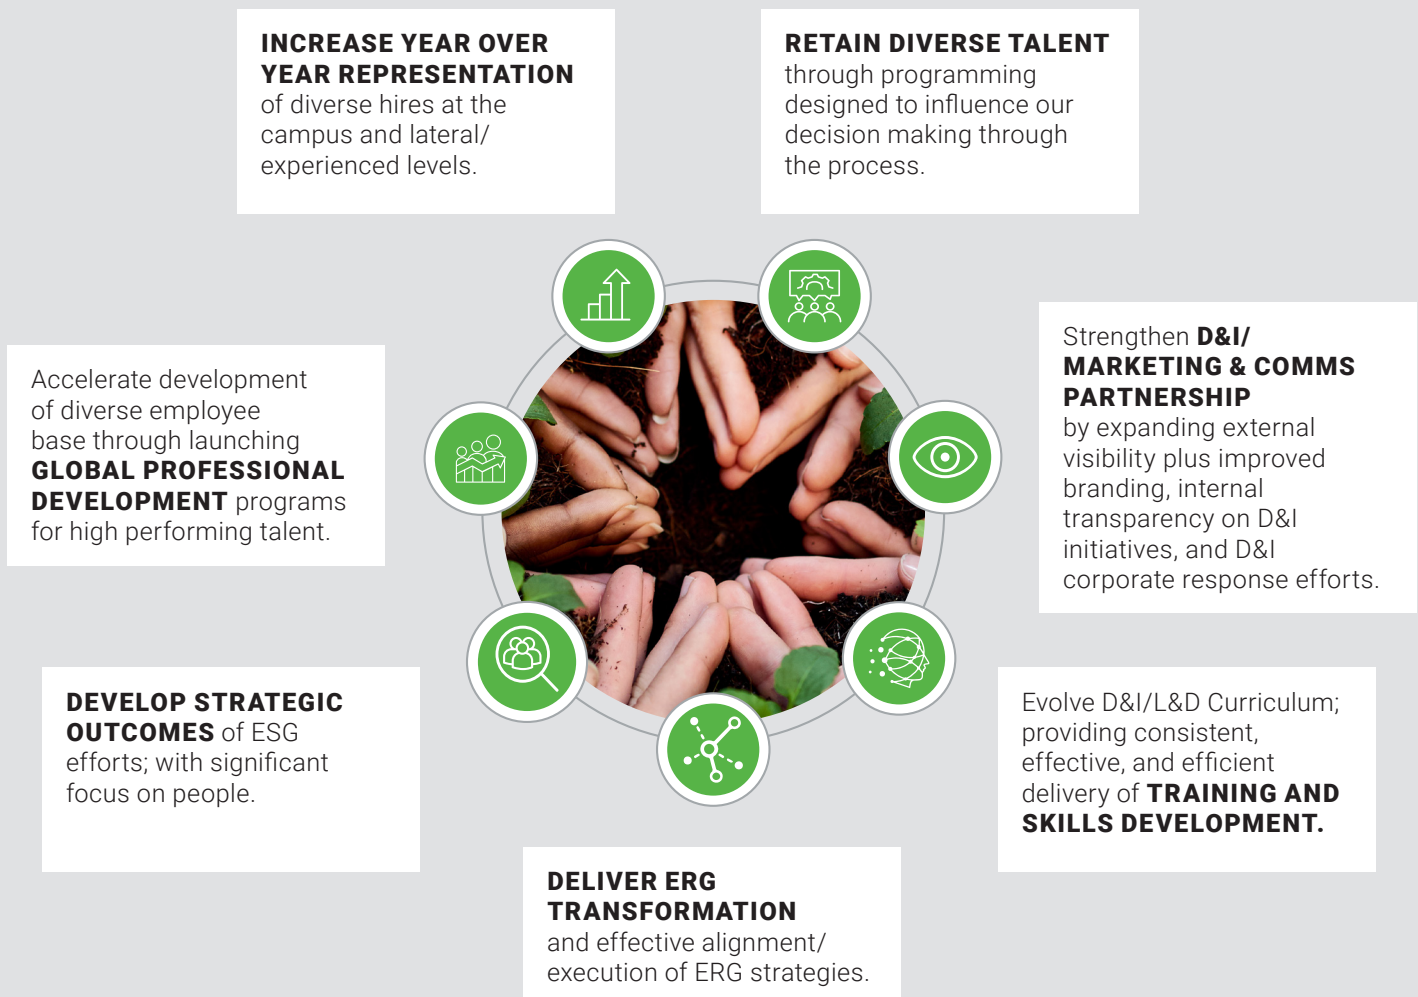 INCREASE YEAR OVER
YEAR REPRESENTATION
of diverse hires at the
campus and lateral/
experienced levels.
RETAIN DIVERSE TALENT
through programming
designed to influence our
decision making through
the process.
Strengthen D&I/
MARKETING & COMMS
PARTNERSHIP
by expanding external
visibility plus improved
branding, internal
transparency on D&I
initiatives, and D&I
corporate response efforts.
Accelerate development
of diverse employee
base through launching
GLOBAL PROFESSIONAL
DEVELOPMENT programs
for high performing talent.
DEVELOP STRATEGIC
OUTCOMES of ESG
efforts; with significant
focus on people.
Evolve D&I/L&D Curriculum;
providing consistent,
effective, and efficient
delivery of TRAINING AND
SKILLS DEVELOPMENT.
DELIVER ERG
TRANSFORMATION
and effective alignment/
execution of ERG strategies.